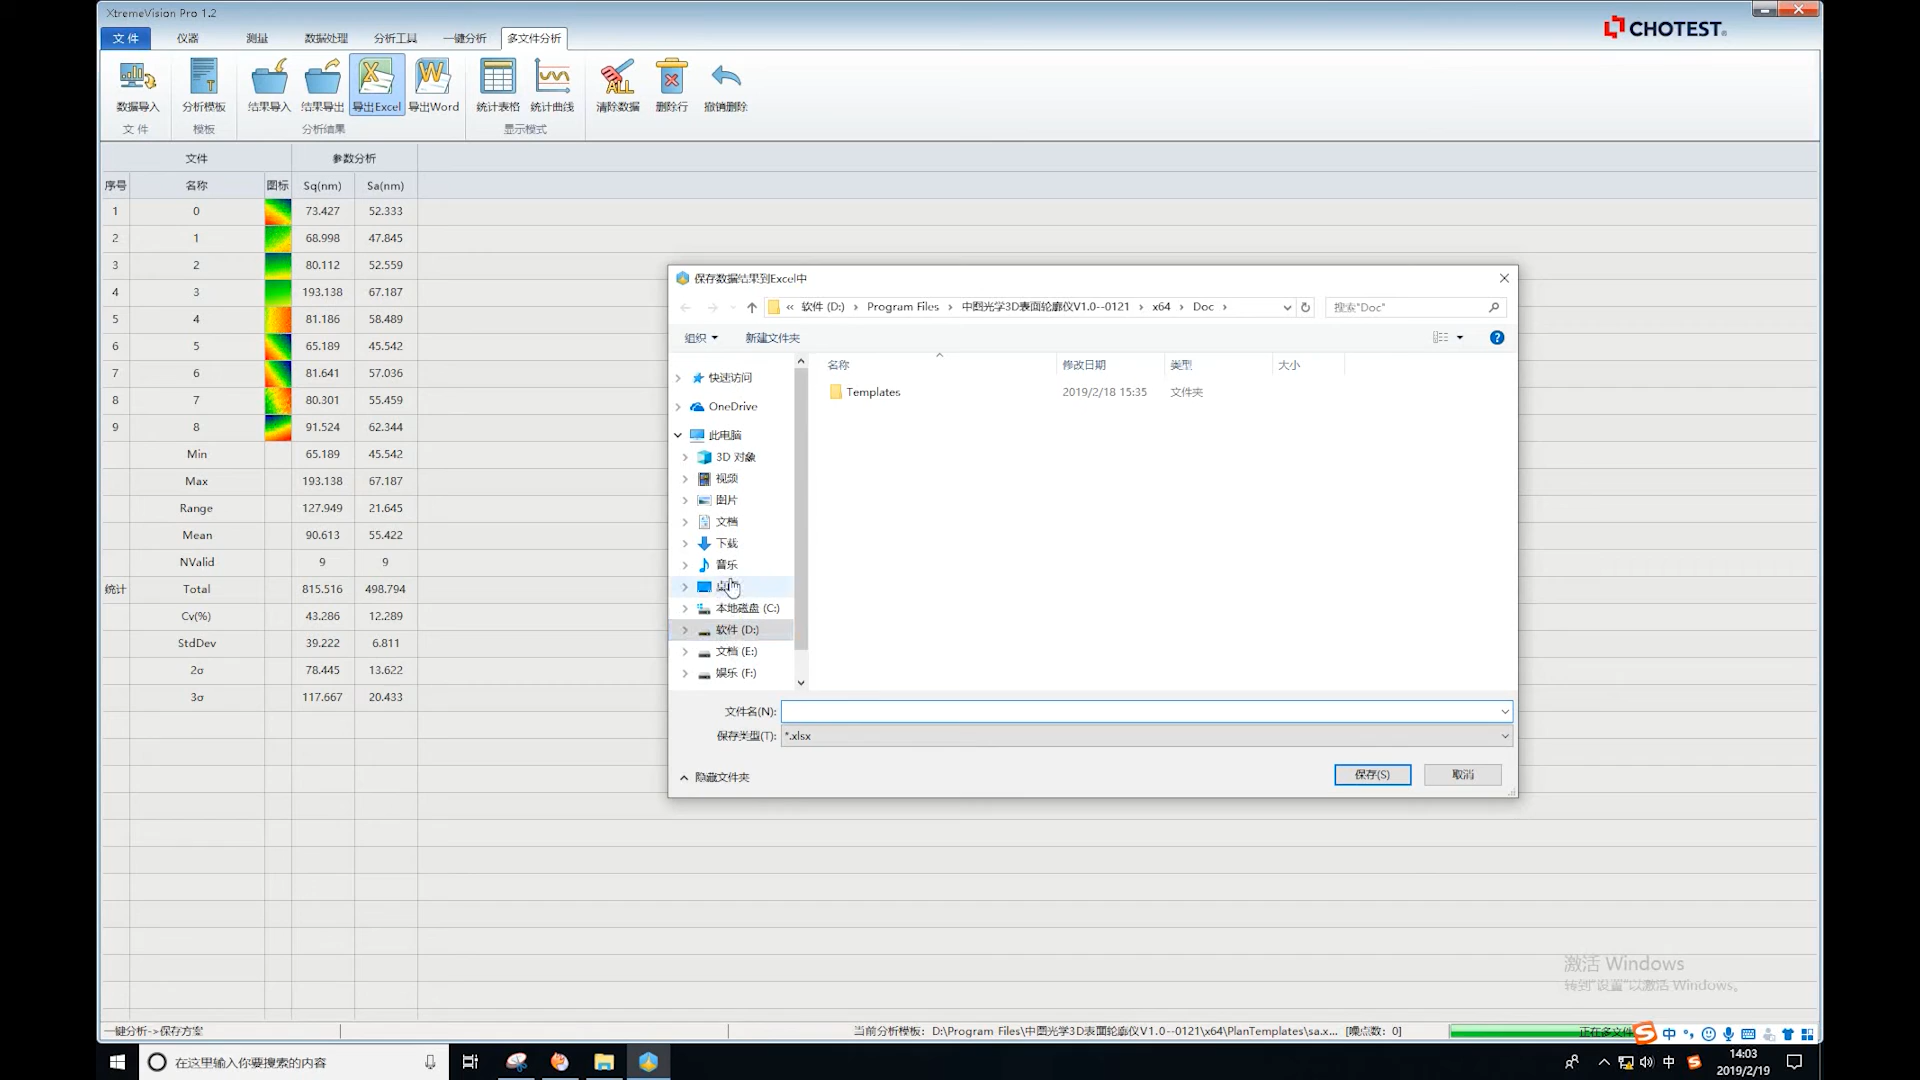 XtremeVision Pro 1.2
CHOTEST®
文件 仪器 测量 数据处理 分析工具 一键分析 多文件分析
数据导入 分析模板 结果导入 结果导出 导出Excel 导出Word 统计表格 统计曲线 清除数据 删除行 撤销删除
文件 模板 分析结果 显示模式
文件 参数分析
序号 名称 图标 Sq(nm) Sa(nm)
1 0 73.427 52.333
2 1 68.998 47.845
3 2 80.112 52.559
4 3 193.138 67.187
5 4 81.186 58.489
6 5 65.189 45.542
7 6 81.641 57.036
8 7 80.301 55.459
9 8 91.524 62.344
Min 65.189 45.542
Max 193.138 67.187
Range 127.949 21.645
Mean 90.613 55.422
NValid 9 9
统计 Total 815.516 498.794
Cv(%) 43.286 12.289
StdDev 39.222 6.811
2σ 78.445 13.622
3σ 117.667 20.433
保存数据结果到Excel中
« 软件 (D:) › Program Files › 中图光学3D表面轮廓仪V1.0--0121 › x64 › Doc ›
搜索"Doc"
组织 新建文件夹
名称 修改日期 类型 大小
Templates 2019/2/18 15:35 文件夹
快速访问
OneDrive
此电脑
3D 对象
视频
图片
文档
下载
音乐
本地磁盘 (C:)
软件 (D:)
文档 (E:)
娱乐 (F:)
文件名(N):
保存类型(T): *.xlsx
隐藏文件夹
保存(S) 取消
激活 Windows
转到"设置"以激活 Windows。
一键分析->保存方案
当前分析模板: D:\Program Files\中图光学3D表面轮廓仪V1.0--0121\x64\PlanTemplates\sa.x... [噪点数: 0]
正在多文件
中
在这里输入你要搜索的内容
中
14:03
2019/2/19